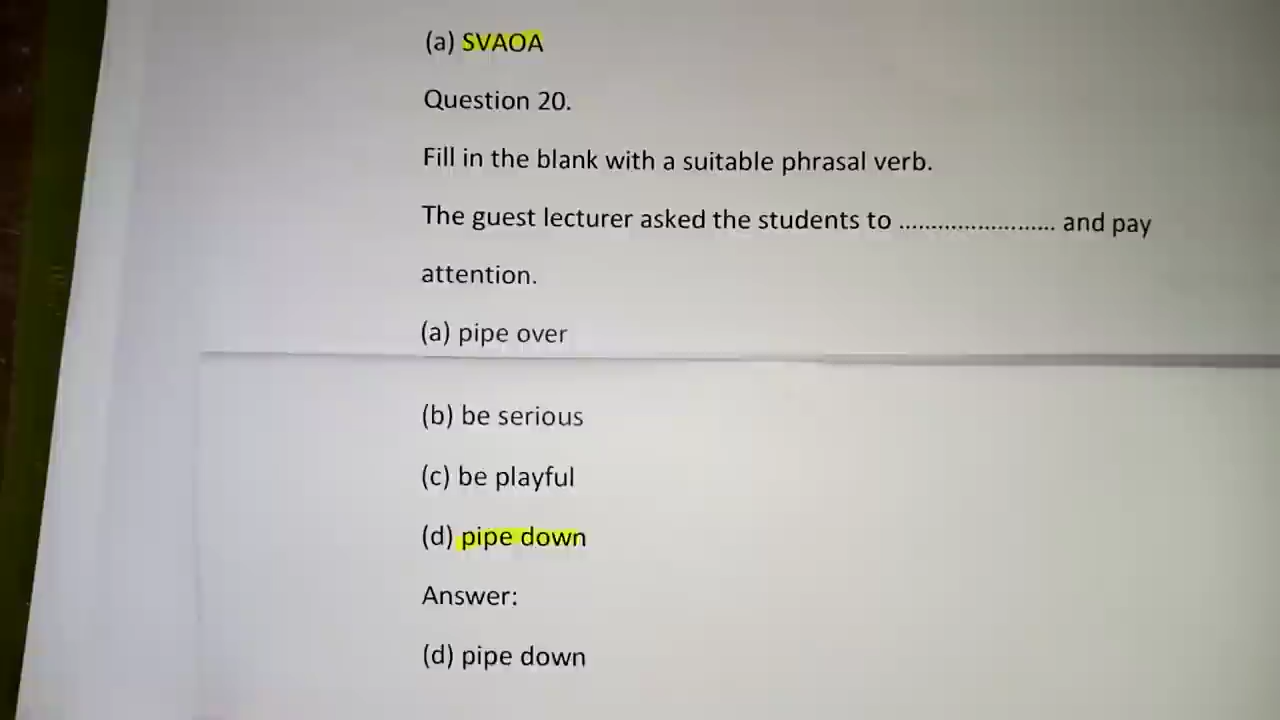 (a) SVAOA
Question 20.
Fill in the blank with a suitable phrasal verb.
The guest lecturer asked the students to ........................ and pay
attention.
(a) pipe over
(b) be serious
(c) be playful
(d) pipe down
Answer:
(d) pipe down